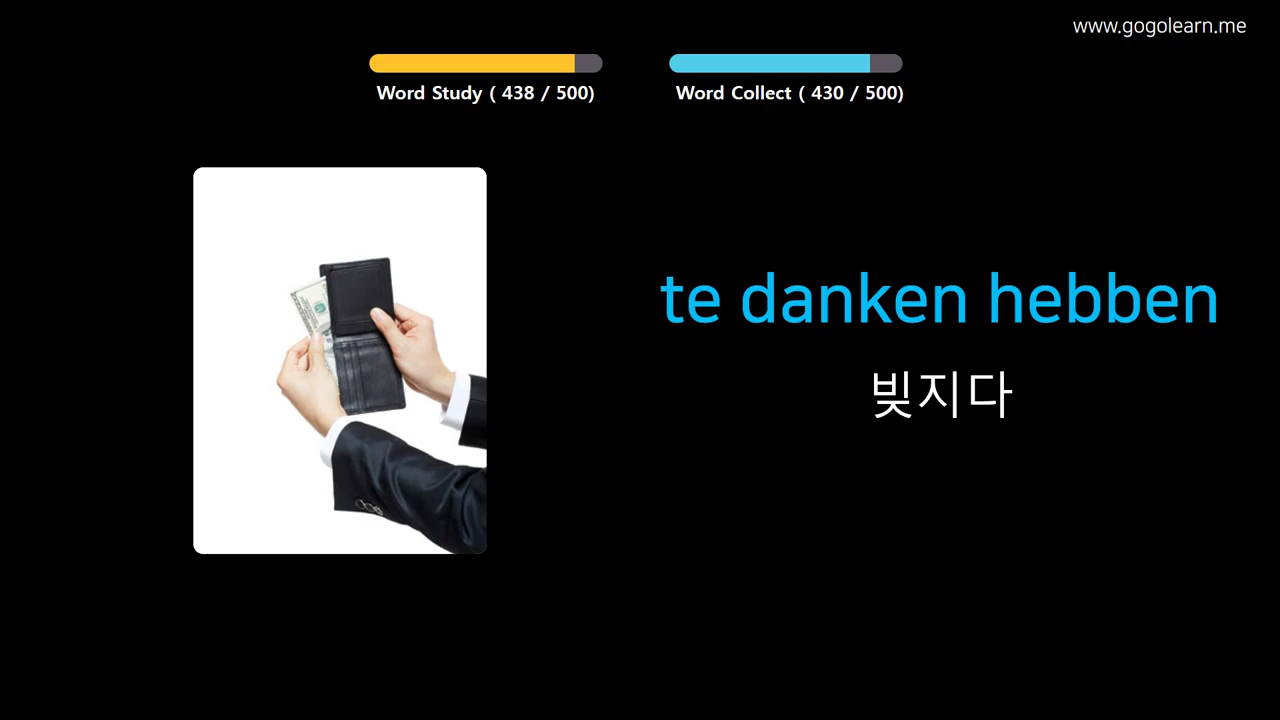 www.gogolearn.me
Word Study ( 438 / 500)
Word Collect ( 430 / 500)
te danken hebben
빚지다